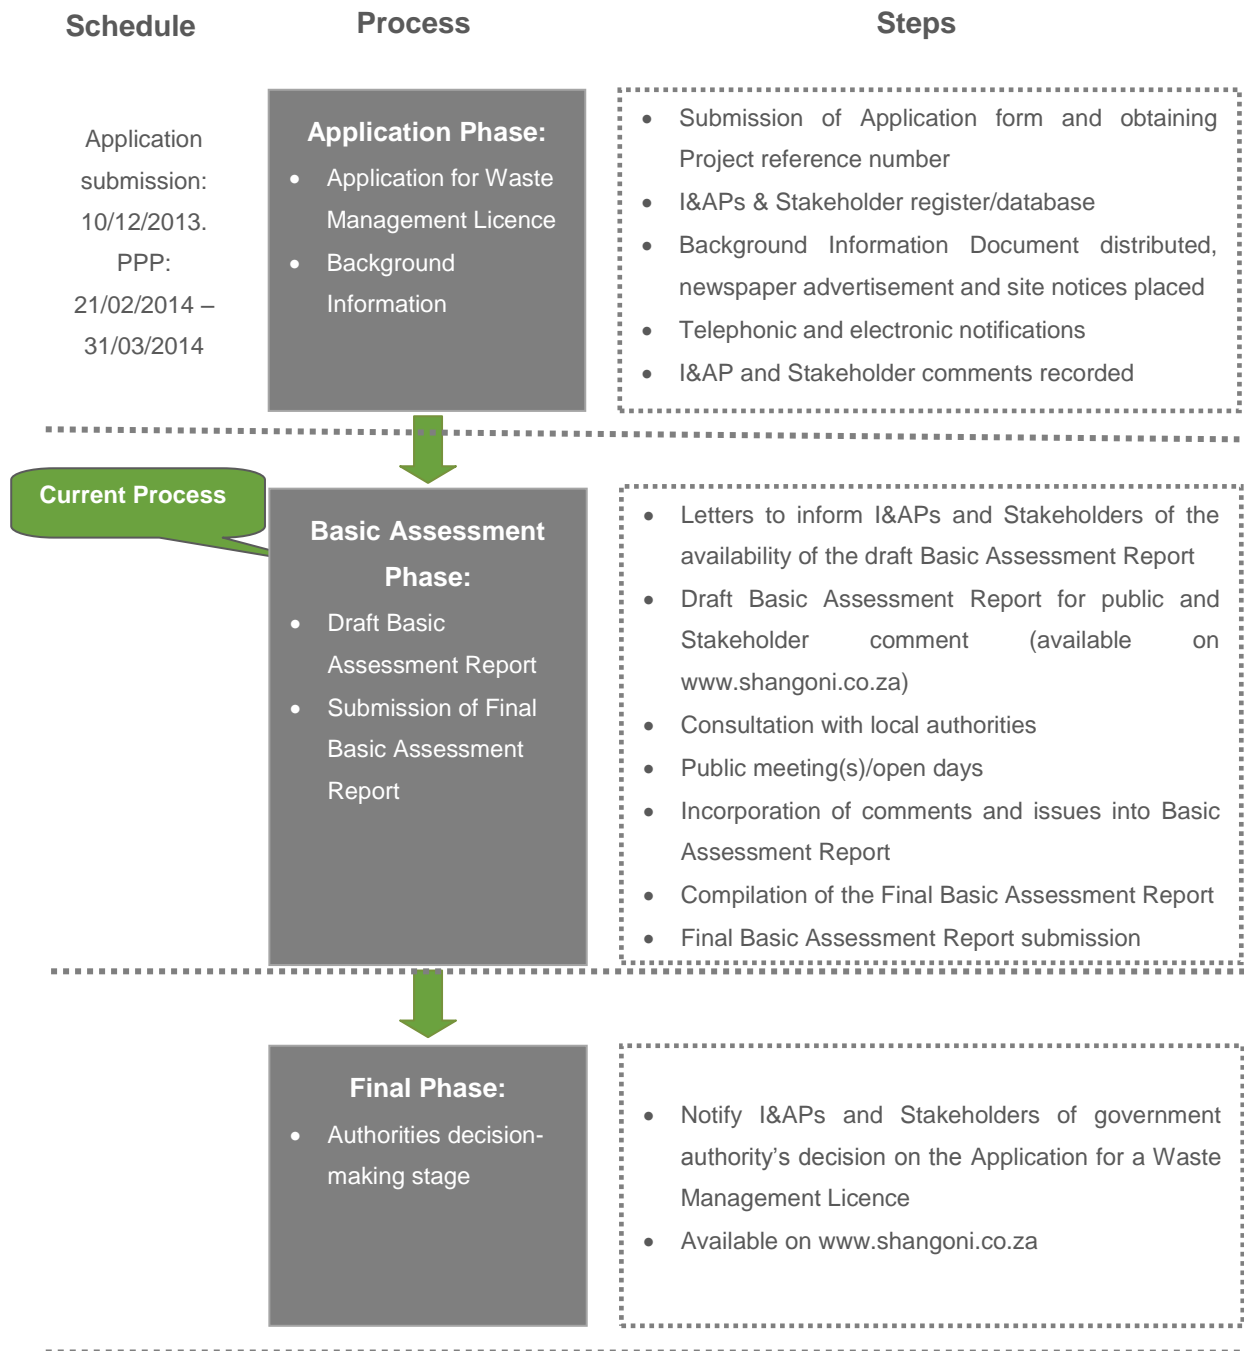 Schedule
Process
Steps
Application
submission:
10/12/2013.
PPP:
21/02/2014 –
31/03/2014
Application Phase:
• Application for Waste
Management Licence
• Background
Information
• Submission of Application form and obtaining
Project reference number
• I&APs & Stakeholder register/database
• Background Information Document distributed,
newspaper advertisement and site notices placed
• Telephonic and electronic notifications
• I&AP and Stakeholder comments recorded
Current Process
Basic Assessment
Phase:
• Draft Basic
Assessment Report
• Submission of Final
Basic Assessment
Report
• Letters to inform I&APs and Stakeholders of the
availability of the draft Basic Assessment Report
• Draft Basic Assessment Report for public and
Stakeholder comment (available on
www.shangoni.co.za)
• Consultation with local authorities
• Public meeting(s)/open days
• Incorporation of comments and issues into Basic
Assessment Report
• Compilation of the Final Basic Assessment Report
• Final Basic Assessment Report submission
Final Phase:
• Authorities decision-
making stage
• Notify I&APs and Stakeholders of government
authority’s decision on the Application for a Waste
Management Licence
• Available on www.shangoni.co.za